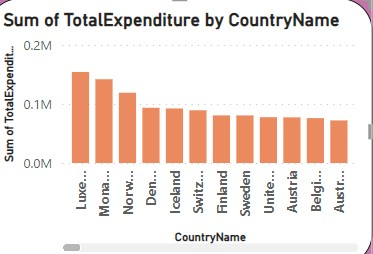 Sum of TotalExpenditure by CountryName
Sum of TotalExpendit...
0.2M
0.1M
0.0M
Luxe...
Mona...
Norw...
Den...
Iceland
Switz...
Finland
Sweden
Unite...
Austria
Belgi...
Austr...
CountryName